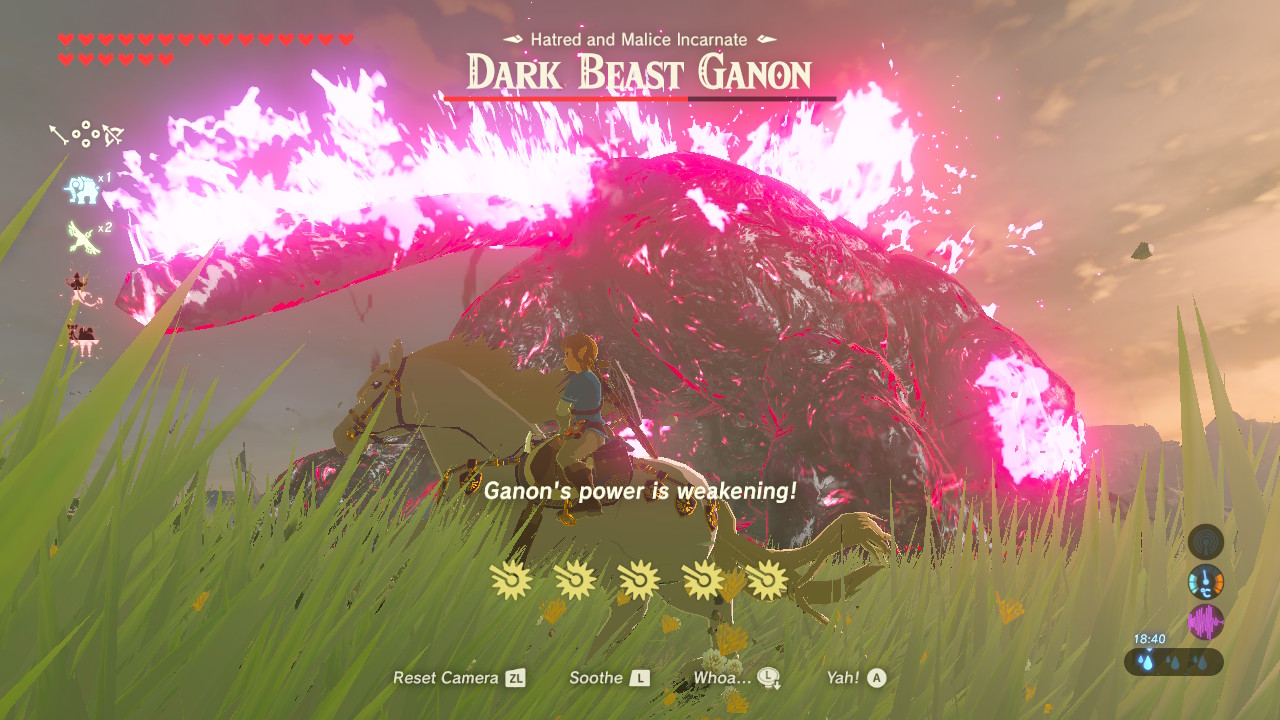 Hatred and Malice Incarnate
DARK BEAST GANON
x1
x2
Ganon's power is weakening!
°C
18:40
Reset Camera ZL Soothe L Whoa... L Yah! A